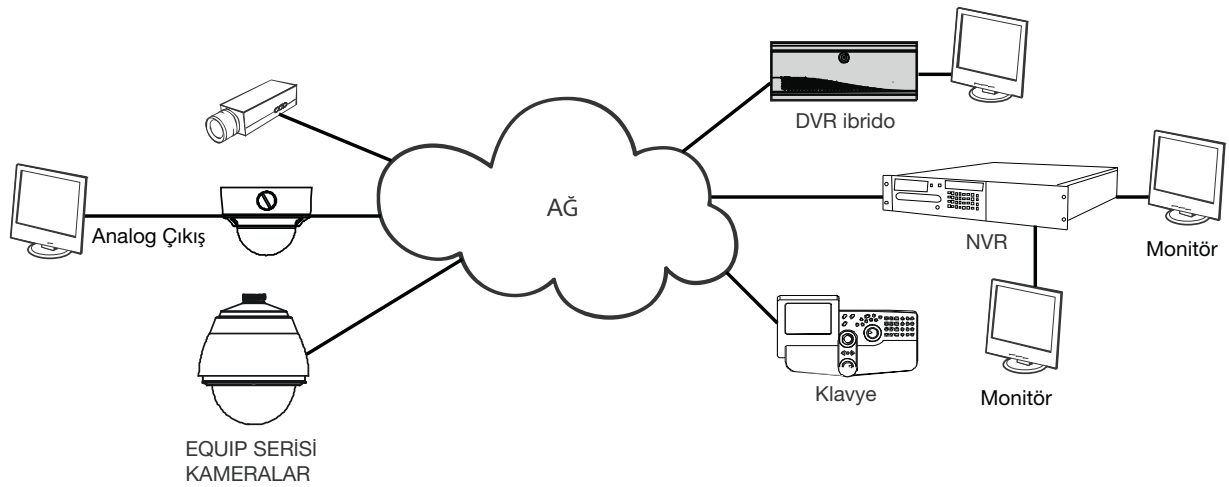 DVR ibrido
AĞ
Analog Çıkış
NVR
Monitör
Klavye
Monitör
EQUIP SERİSİ
KAMERALAR